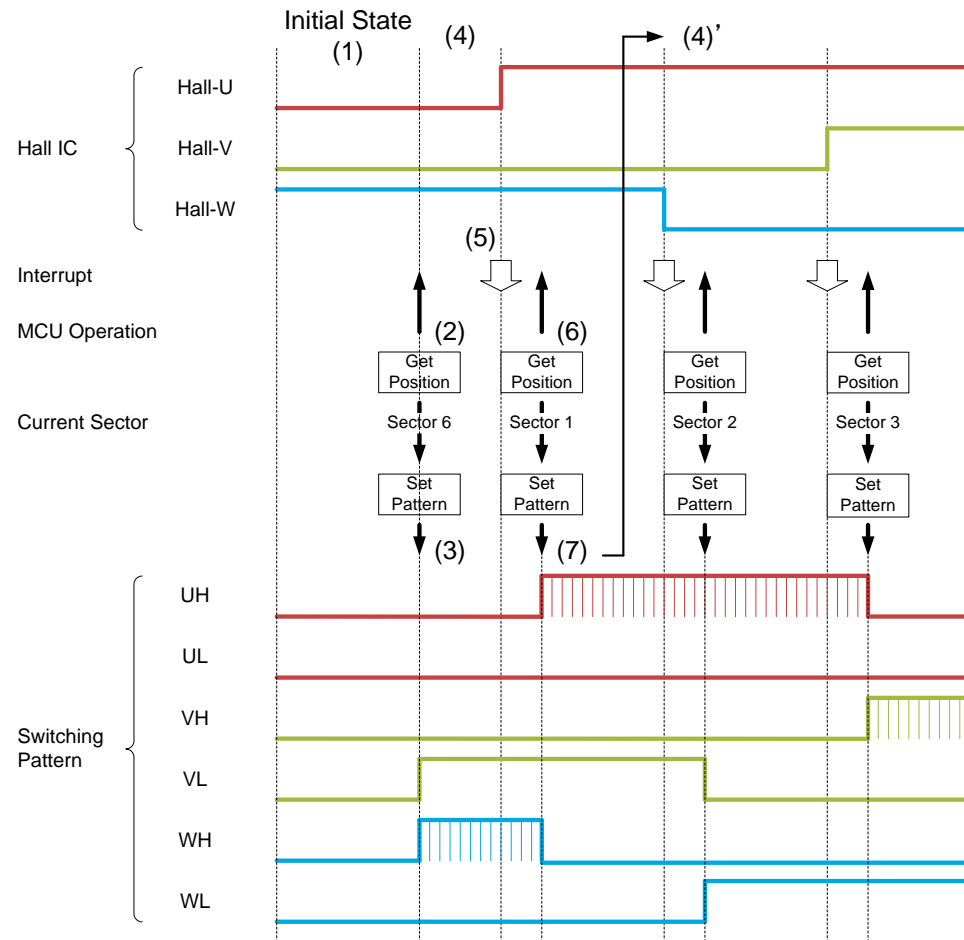 Initial State
(1)
(4)
(4)’
Hall IC
Hall-U
Hall-V
Hall-W
(5)
Interrupt
MCU Operation
(2)
(6)
Get
Position
Get
Position
Get
Position
Get
Position
Current Sector
Sector 6
Sector 1
Sector 2
Sector 3
Set
Pattern
Set
Pattern
Set
Pattern
Set
Pattern
(3)
(7)
Switching
Pattern
UH
UL
VH
VL
WH
WL